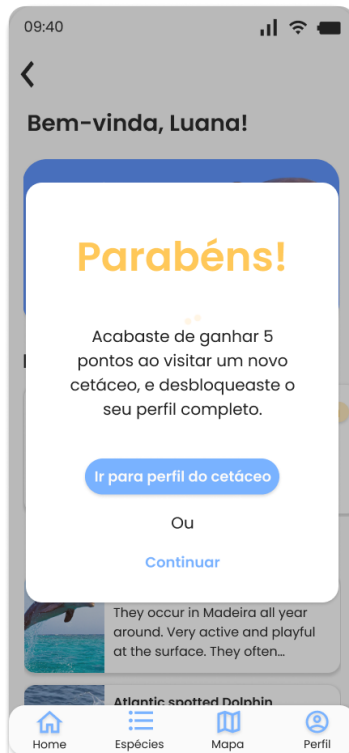 09:40
Bem-vinda, Luana!
Parabéns!
Acabaste de ganhar 5
pontos ao visitar um novo
cetáceo, e desbloqueaste o
seu perfil completo.
Ir para perfil do cetáceo
Ou
Continuar
They occur in Madeira all year
around. Very active and playful
at the surface. They often...
Atlantic spotted Dolphin
Home Espécies Mapa Perfil